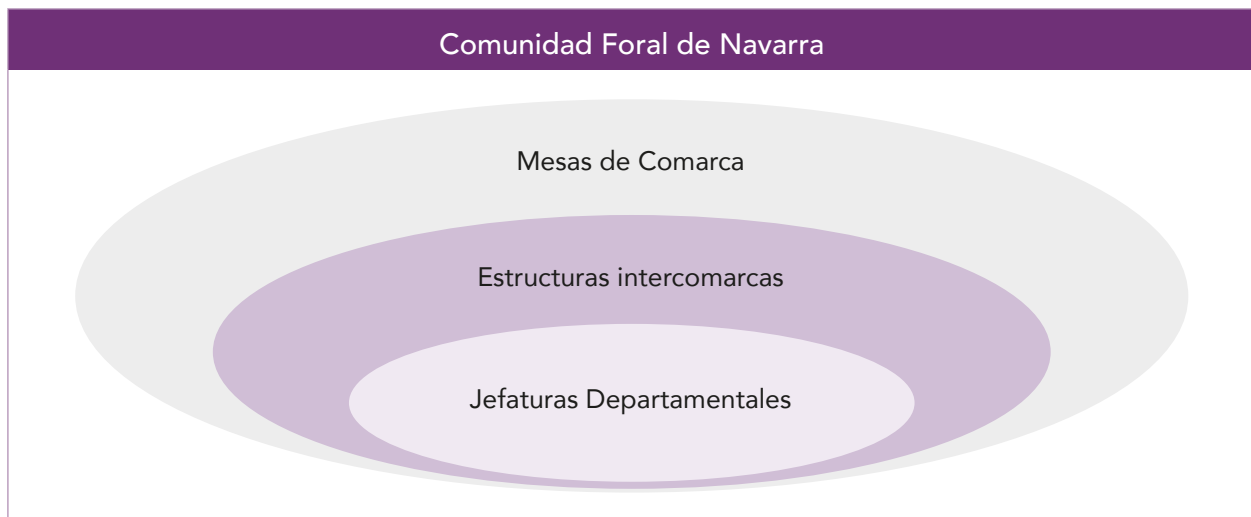 Comunidad Foral de Navarra
Mesas de Comarca
Estructuras intercomarcas
Jefaturas Departamentales